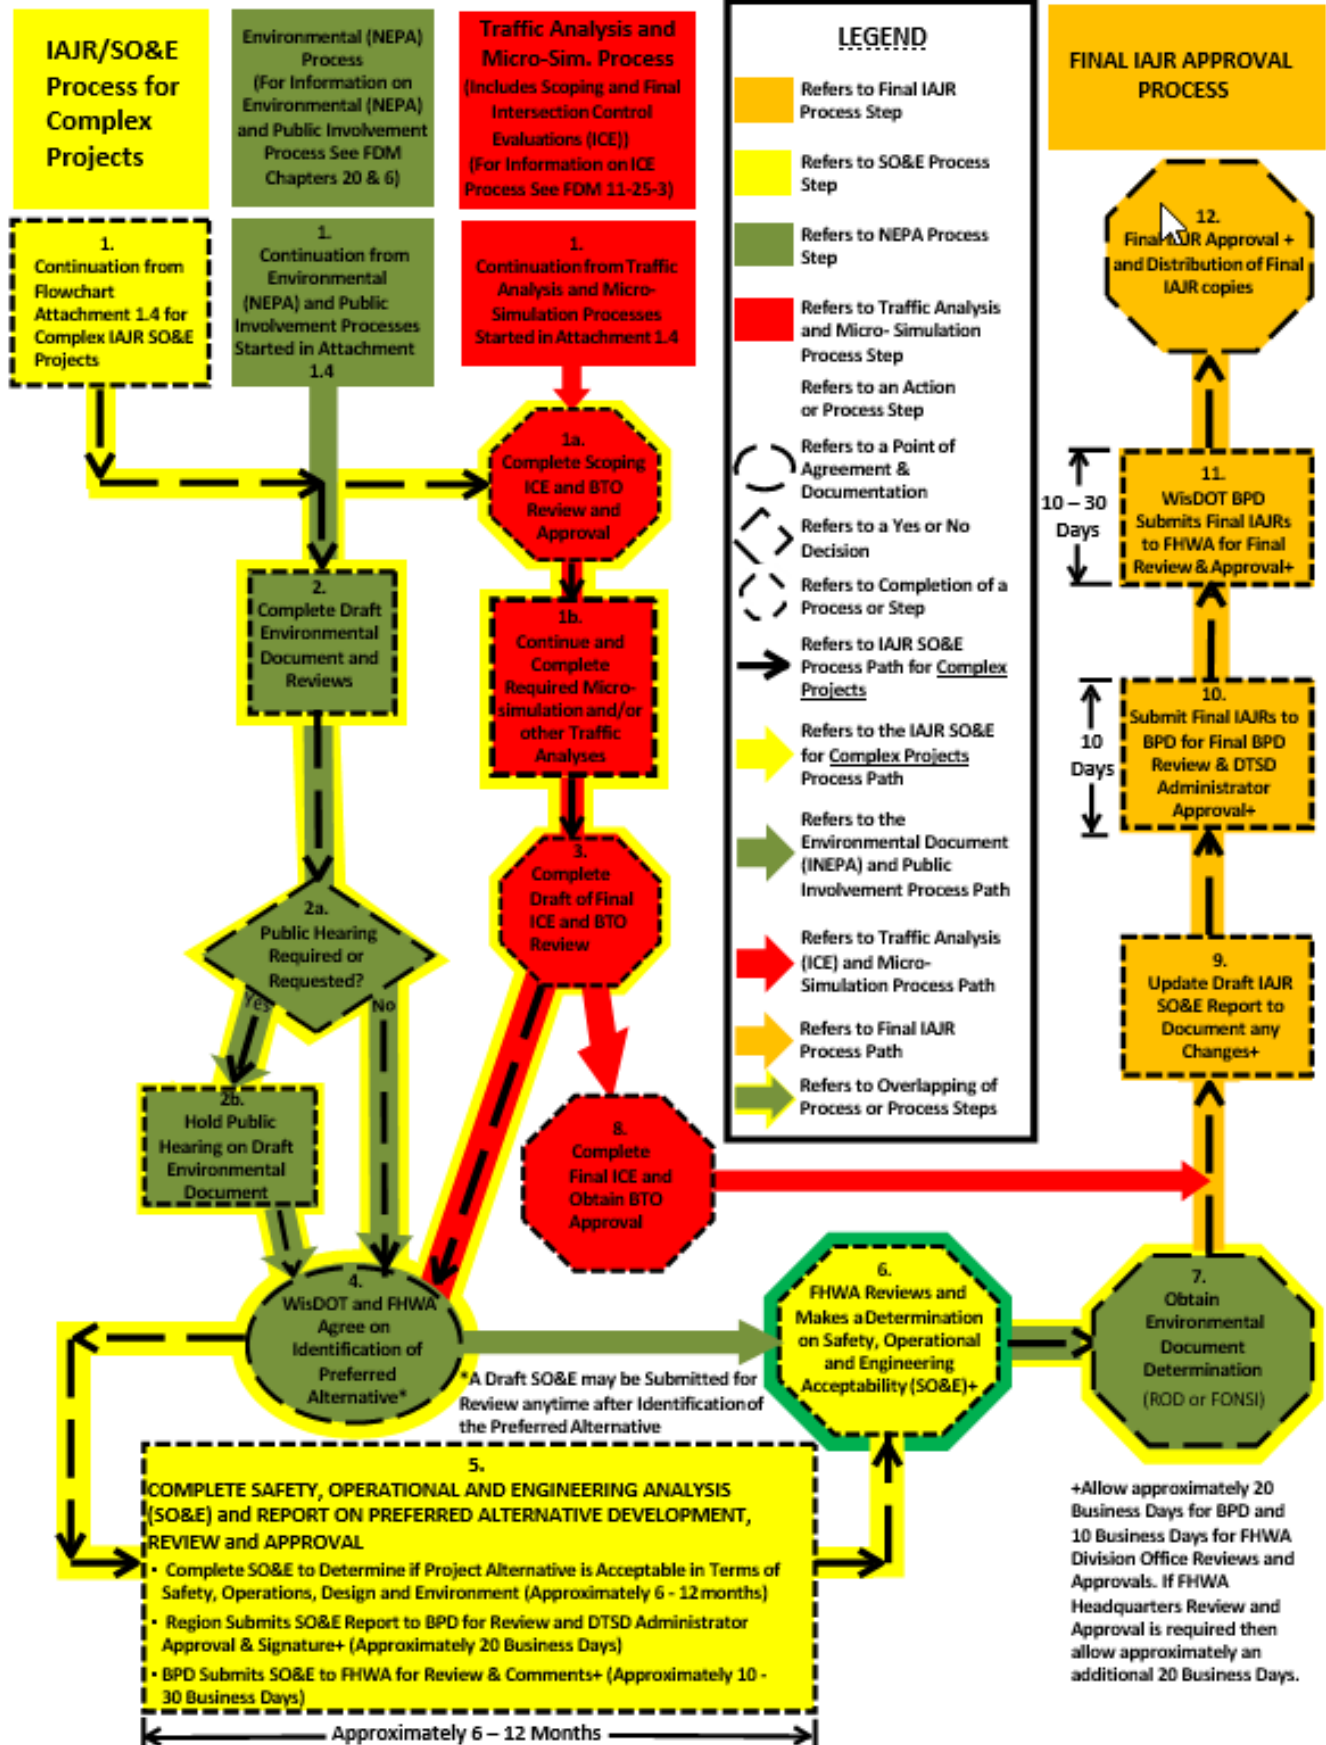 IAJR/SO&E
Process for
Complex
Projects
Environmental (NEPA)
Process
(For Information on
Environmental (NEPA)
and Public Involvement
Process See FDM
Chapters 20 & 6)
Traffic Analysis and
Micro-Sim. Process
(Includes Scoping and Final
Intersection Control
Evaluations (ICE))
(For Information on ICE
Process See FDM 11-25-3)
1.
Continuation from
Flowchart
Attachment 1.4 for
Complex IAJR SO&E
Projects
1.
Continuation from
Environmental
(NEPA) and Public
Involvement Processes
Started in Attachment
1.4
1.
Continuation from Traffic
Analysis and Micro-
Simulation Processes
Started in Attachment 1.4
1a.
Complete Scoping
ICE and BTO
Review and
Approval
2.
Complete Draft
Environmental
Document and
Reviews
1b.
Continue and
Complete
Required Micro-
simulation and/or
other Traffic
Analyses
2a.
Public Hearing
Required or
Requested?
Yes
No
3.
Complete
Draft of Final
ICE and BTO
Review
2b.
Hold Public
Hearing on Draft
Environmental
Document
8.
Complete
Final ICE and
Obtain BTO
Approval
4.
WisDOT and FHWA
Agree on
Identification of
Preferred
Alternative*
*A Draft SO&E may be Submitted for
Review anytime after Identification of
the Preferred Alternative
5.
COMPLETE SAFETY, OPERATIONAL AND ENGINEERING ANALYSIS
(SO&E) and REPORT ON PREFERRED ALTERNATIVE DEVELOPMENT,
REVIEW and APPROVAL
▪ Complete SO&E to Determine if Project Alternative is Acceptable in Terms of
Safety, Operations, Design and Environment (Approximately 6 - 12 months)
▪ Region Submits SO&E Report to BPD for Review and DTSD Administrator
Approval & Signature+ (Approximately 20 Business Days)
▪ BPD Submits SO&E to FHWA for Review & Comments+ (Approximately 10 -
30 Business Days)
Approximately 6 – 12 Months
6.
FHWA Reviews and
Makes a Determination
on Safety, Operational
and Engineering
Acceptability (SO&E)+
7.
Obtain
Environmental
Document
Determination
(ROD or FONSI)
+Allow approximately 20
Business Days for BPD and
10 Business Days for FHWA
Division Office Reviews and
Approvals. If FHWA
Headquarters Review and
Approval is required then
allow approximately an
additional 20 Business Days.
LEGEND
Refers to Final IAJR
Process Step
Refers to SO&E Process
Step
Refers to NEPA Process
Step
Refers to Traffic Analysis
and Micro- Simulation
Process Step
Refers to an Action
or Process Step
Refers to a Point of
Agreement &
Documentation
Refers to a Yes or No
Decision
Refers to Completion of a
Process or Step
Refers to IAJR SO&E
Process Path for Complex
Projects
Refers to the IAJR SO&E
for Complex Projects
Process Path
Refers to the
Environmental Document
(INEPA) and Public
Involvement Process Path
Refers to Traffic Analysis
(ICE) and Micro-
Simulation Process Path
Refers to Final IAJR
Process Path
Refers to Overlapping of
Process or Process Steps
FINAL IAJR APPROVAL
PROCESS
12.
Final Approval +
and Distribution of Final
IAJR copies
10 – 30
Days
11.
WisDOT BPD
Submits Final IAJRs
to FHWA for Final
Review & Approval+
10
Days
10.
Submit Final IAJRs to
BPD for Final BPD
Review & DTSD
Administrator
Approval+
9.
Update Draft IAJR
SO&E Report to
Document any
Changes+